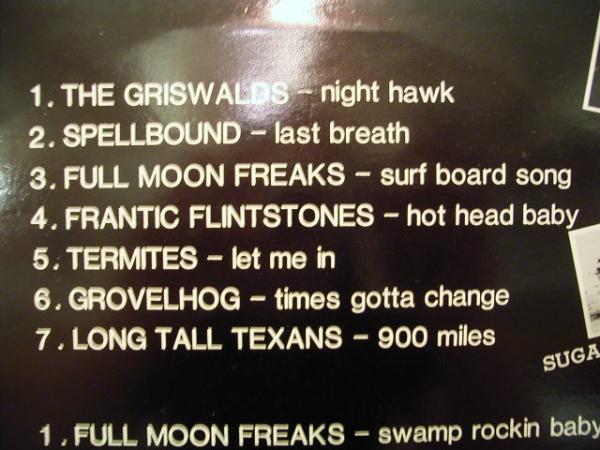 1. THE GRISWALDS – night hawk
2. SPELLBOUND – last breath
3. FULL MOON FREAKS – surf board song
4. FRANTIC FLINTSTONES – hot head baby
5. TERMITES – let me in
6. GROVELHOG – times gotta change
7. LONG TALL TEXANS – 900 miles
SUGA
1. FULL MOON FREAKS – swamp rockin baby